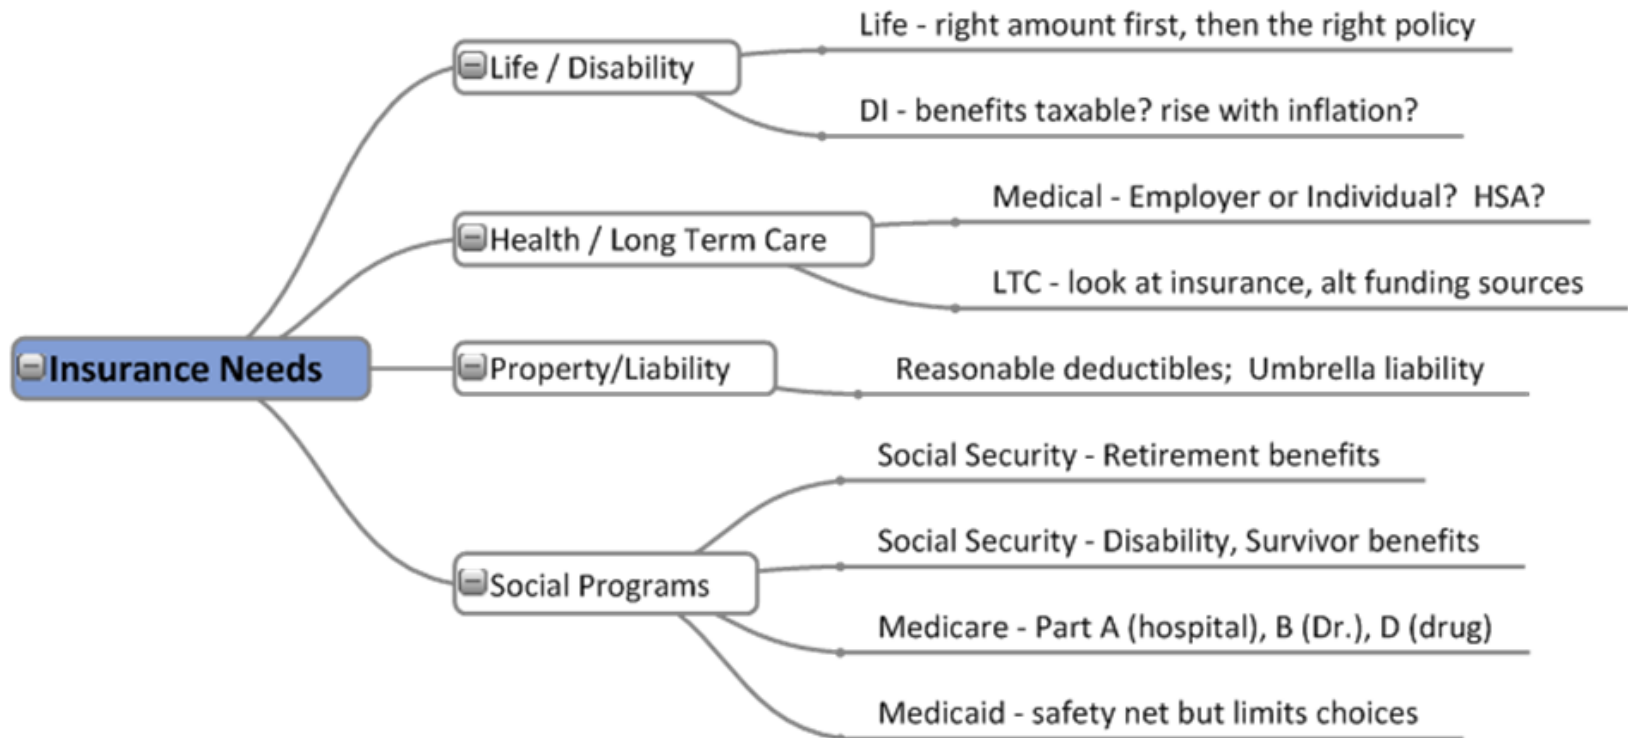 Life - right amount first, then the right policy
Life / Disability
DI - benefits taxable? rise with inflation?
Medical - Employer or Individual?  HSA?
Health / Long Term Care
LTC - look at insurance, alt funding sources
Insurance Needs
Property/Liability
Reasonable deductibles;  Umbrella liability
Social Security - Retirement benefits
Social Security - Disability, Survivor benefits
Social Programs
Medicare - Part A (hospital), B (Dr.), D (drug)
Medicaid - safety net but limits choices